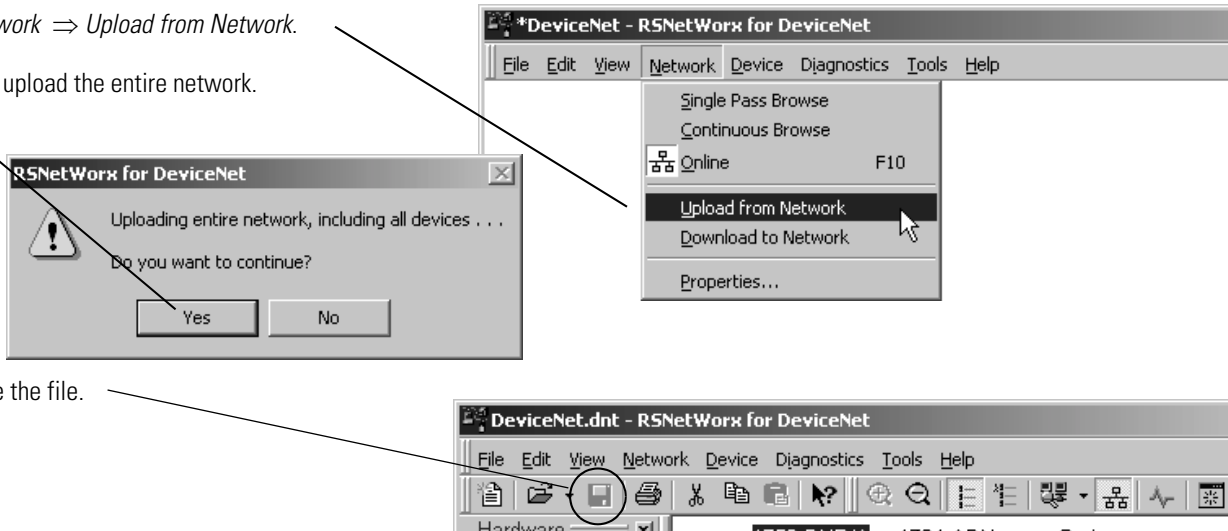 work ⇒ Upload from Network.
upload the entire network.
*DeviceNet - RSNetWorx for DeviceNet
File Edit View Network Device Diagnostics Tools Help
Single Pass Browse
Continuous Browse
Online F10
Upload from Network
Download to Network
Properties...
RSNetWorx for DeviceNet
Uploading entire network, including all devices . . .
Do you want to continue?
Yes No
the file.
DeviceNet.dnt - RSNetWorx for DeviceNet
File Edit View Network Device Diagnostics Tools Help
Hardware